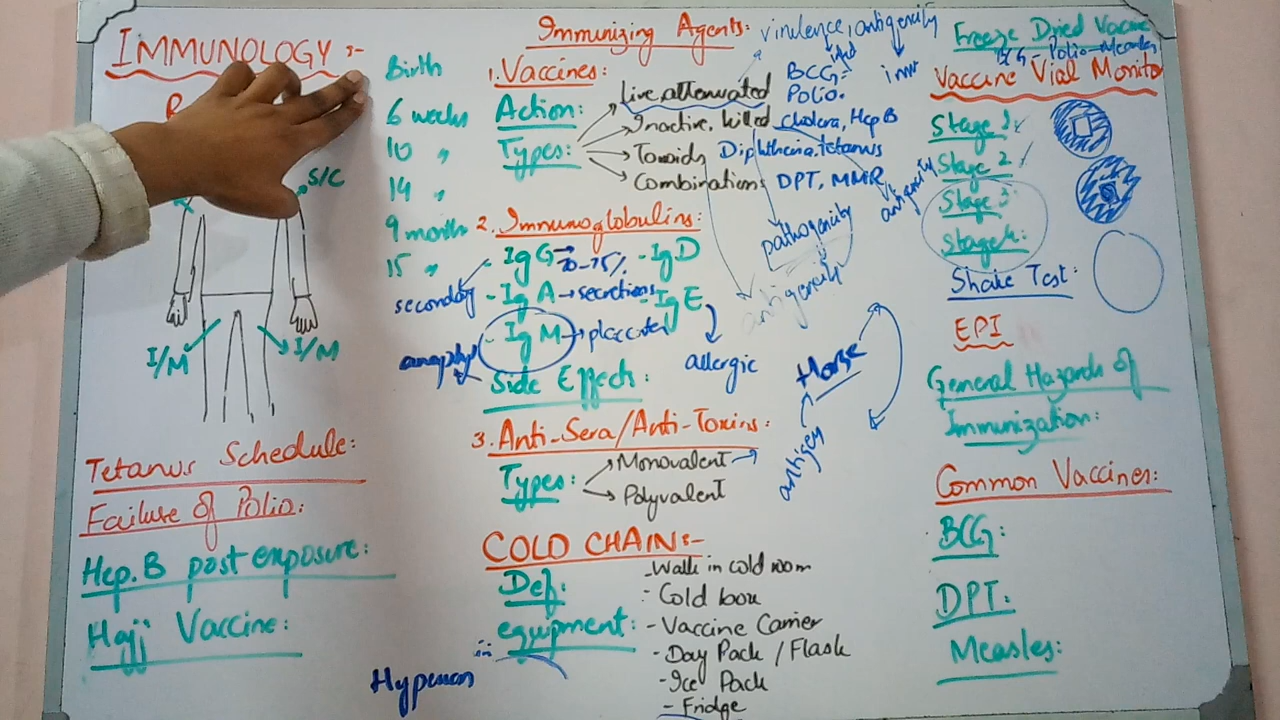 IMMUNOLOGY :-
S/C
I/M
I/M
Tetanus Schedule:
Failure of Polio:
Hep. B post exposure:
Hajj Vaccine:
Birth
6 weeks
10 "
14 "
9 month
15 "
Immunizing Agents:
virulence, antigenicity
1. Vaccines:
Action:
Types:
Live, attenuated
BCG
Polio.
Inactive, killed
Cholera, Hep B
Toxoids
Diphtheria, tetanus
Combinations
DPT, MMR
antigenicity
pathogenicity
antigenicity
2. Immunoglobulins:
- IgG → 70-75%.
- IgD
secondary
- IgA → secretions
- IgE
- IgM → placenta
allergic
Side Effects:
3. Anti-Sera/Anti-Toxins:
Types:
Monovalent
Polyvalent
Horse
antigen
COLD CHAIN:-
Def:
equipment:
- Walk in cold room
- Cold box
- Vaccine Carrier
- Day Pack / Flask
- Ice Pack
- Fridge
Freeze Dried Vaccine
Polio-Measles
Vaccine Vial Monitor
Stage 1:
Stage 2
Stage 3
Stage 4:
Shake Test:
EPI
General Hazards of
Immunization:
Common Vaccines:
BCG:
DPT:
Measles: